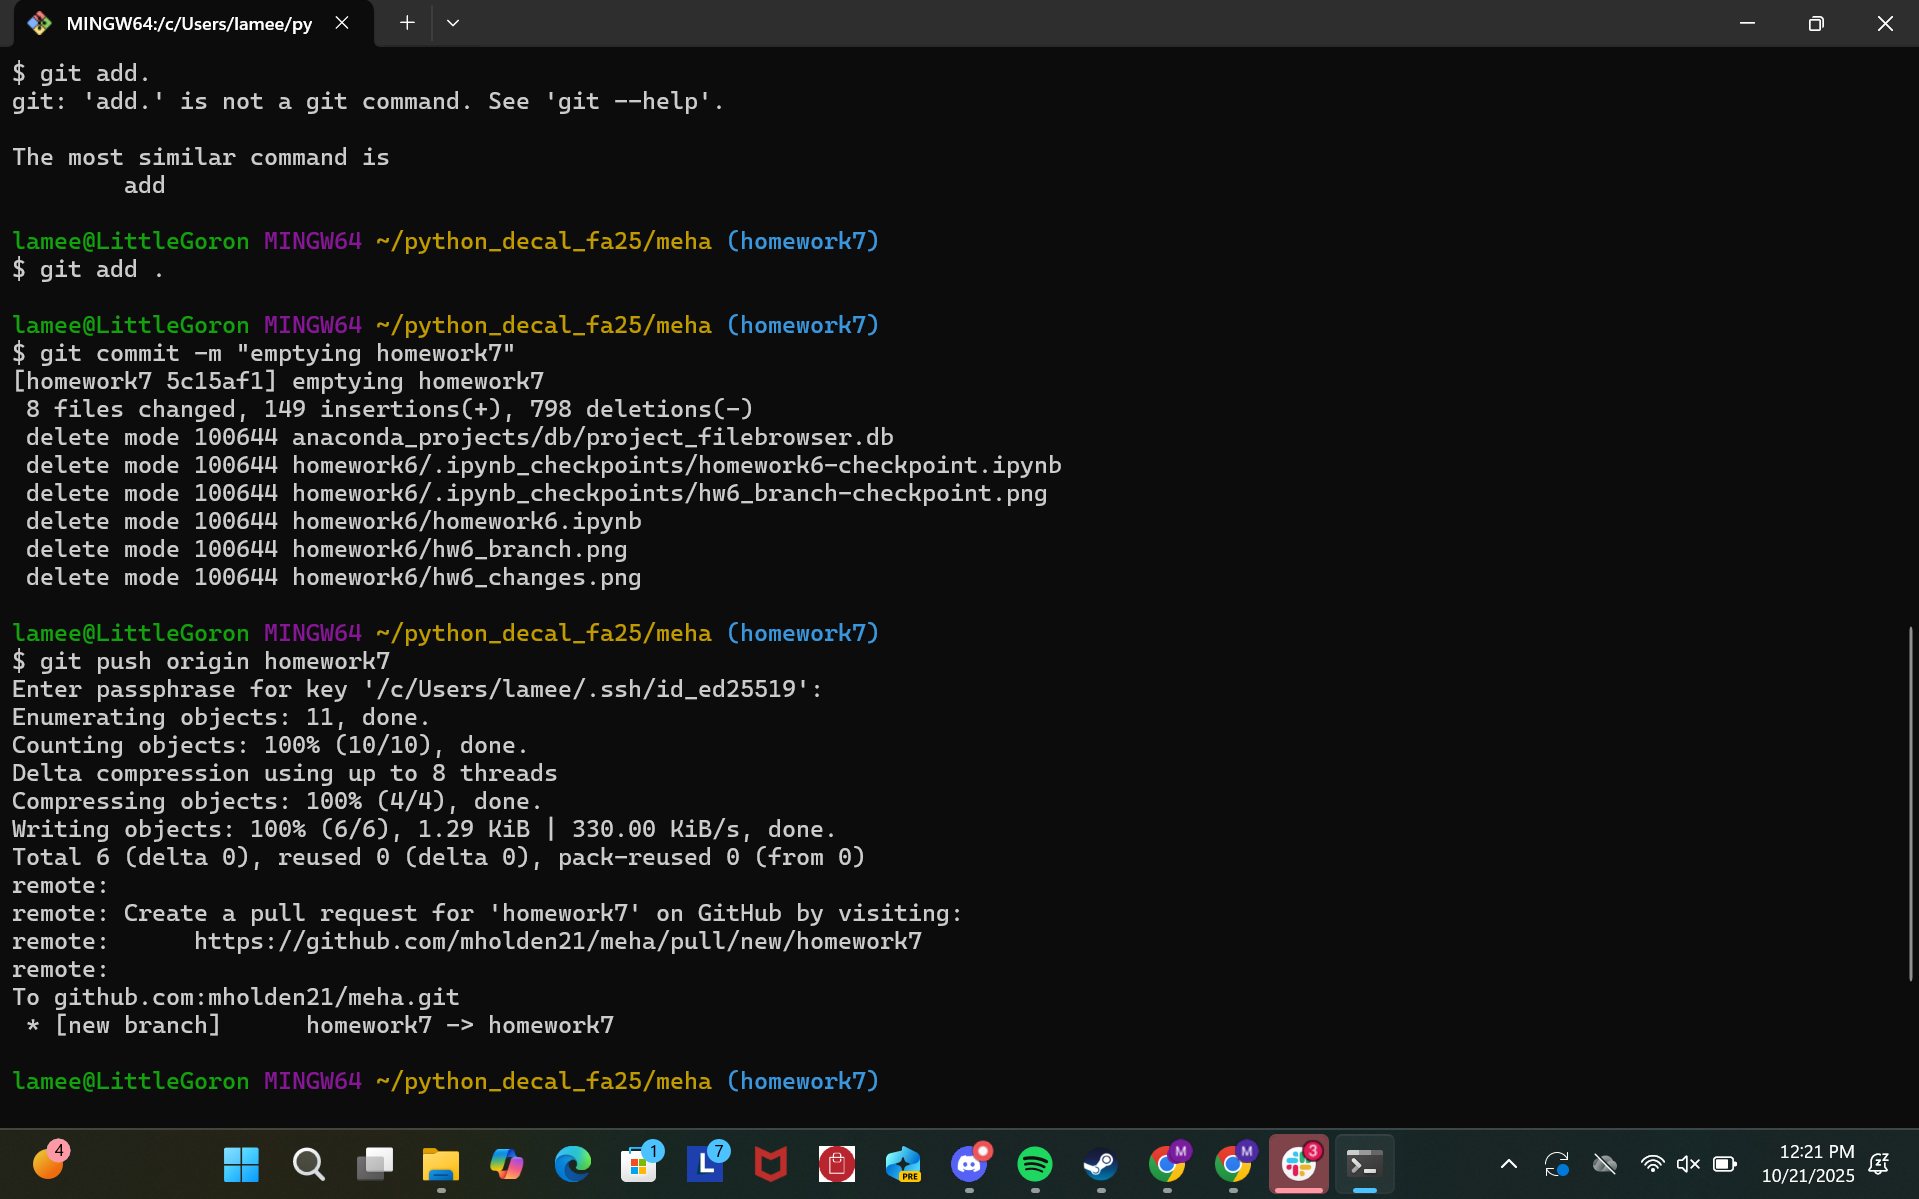 MINGW64:/c/Users/lamee/py
$ git add.
git: 'add.' is not a git command. See 'git --help'.
The most similar command is
add
lamee@LittleGoron MINGW64 ~/python_decal_fa25/meha (homework7)
$ git add .
lamee@LittleGoron MINGW64 ~/python_decal_fa25/meha (homework7)
$ git commit -m "emptying homework7"
[homework7 5c15af1] emptying homework7
8 files changed, 149 insertions(+), 798 deletions(-)
delete mode 100644 anaconda_projects/db/project_filebrowser.db
delete mode 100644 homework6/.ipynb_checkpoints/homework6-checkpoint.ipynb
delete mode 100644 homework6/.ipynb_checkpoints/hw6_branch-checkpoint.png
delete mode 100644 homework6/homework6.ipynb
delete mode 100644 homework6/hw6_branch.png
delete mode 100644 homework6/hw6_changes.png
lamee@LittleGoron MINGW64 ~/python_decal_fa25/meha (homework7)
$ git push origin homework7
Enter passphrase for key '/c/Users/lamee/.ssh/id_ed25519':
Enumerating objects: 11, done.
Counting objects: 100% (10/10), done.
Delta compression using up to 8 threads
Compressing objects: 100% (4/4), done.
Writing objects: 100% (6/6), 1.29 KiB | 330.00 KiB/s, done.
Total 6 (delta 0), reused 0 (delta 0), pack-reused 0 (from 0)
remote:
remote: Create a pull request for 'homework7' on GitHub by visiting:
remote:      https://github.com/mholden21/meha/pull/new/homework7
remote:
To github.com:mholden21/meha.git
* [new branch]      homework7 -> homework7
lamee@LittleGoron MINGW64 ~/python_decal_fa25/meha (homework7)
4
1
L 7
PRE
M
M
3
12:21 PM
10/21/2025